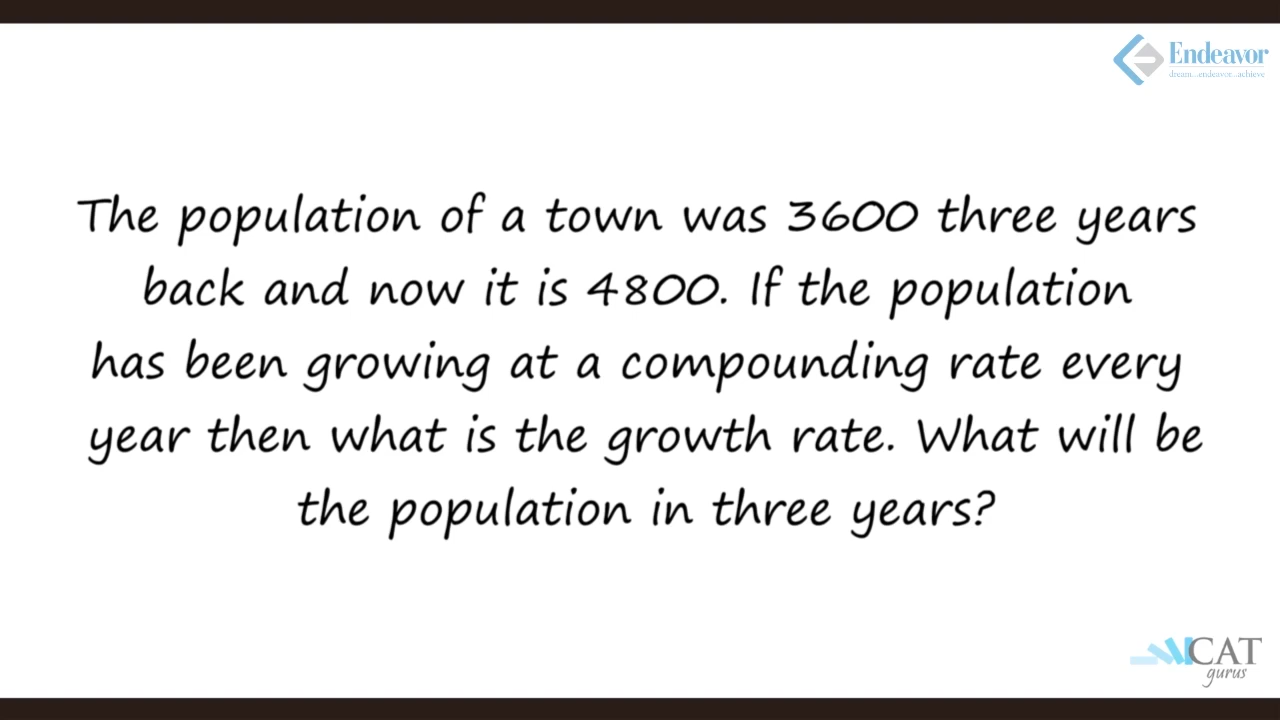 Endeavor
dream...endeavor...achieve
The population of a town was 3600 three years
back and now it is 4800. If the population
has been growing at a compounding rate every
year then what is the growth rate. What will be
the population in three years?
CAT
gurus